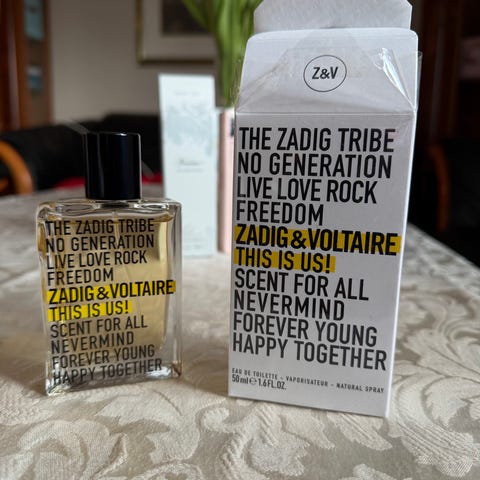 THE ZADIG TRIBE
NO GENERATION
LIVE LOVE ROCK
FREEDOM
ZADIG&VOLTAIRE
THIS IS US!
SCENT FOR ALL
NEVERMIND
FOREVER YOUNG
HAPPY TOGETHER
Z&V
THE ZADIG TRIBE
NO GENERATION
LIVE LOVE ROCK
FREEDOM
ZADIG&VOLTAIRE
THIS IS US!
SCENT FOR ALL
NEVERMIND
FOREVER YOUNG
HAPPY TOGETHER
EAU DE TOILETTE - VAPORISATEUR - NATURAL SPRAY
50 ml ℮ 1.6FL.OZ.